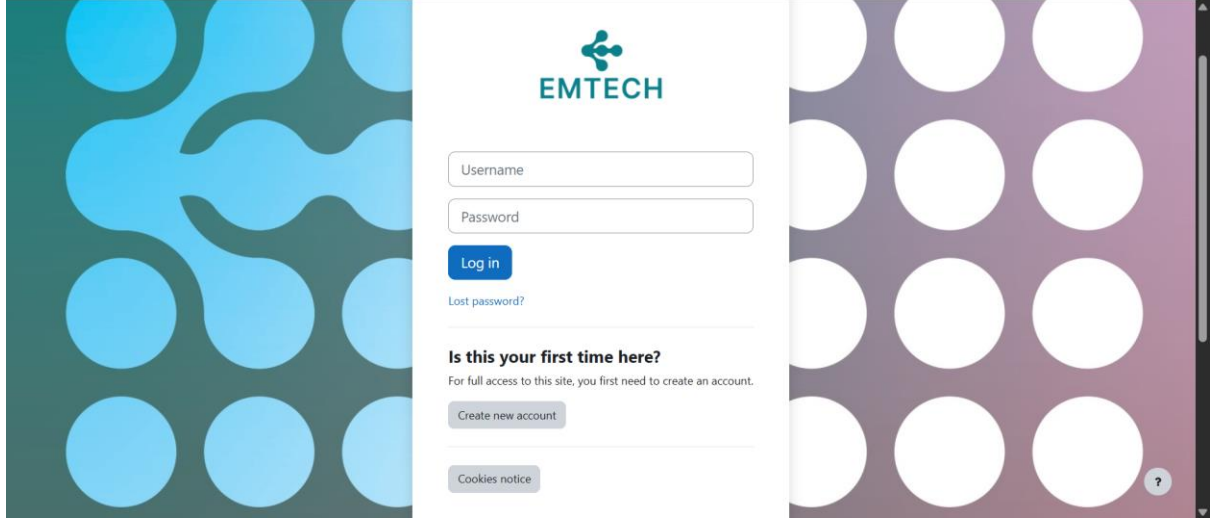 EMTECH
Username
Password
Log in
Lost password?
Is this your first time here?
For full access to this site, you first need to create an account.
Create new account
Cookies notice
?